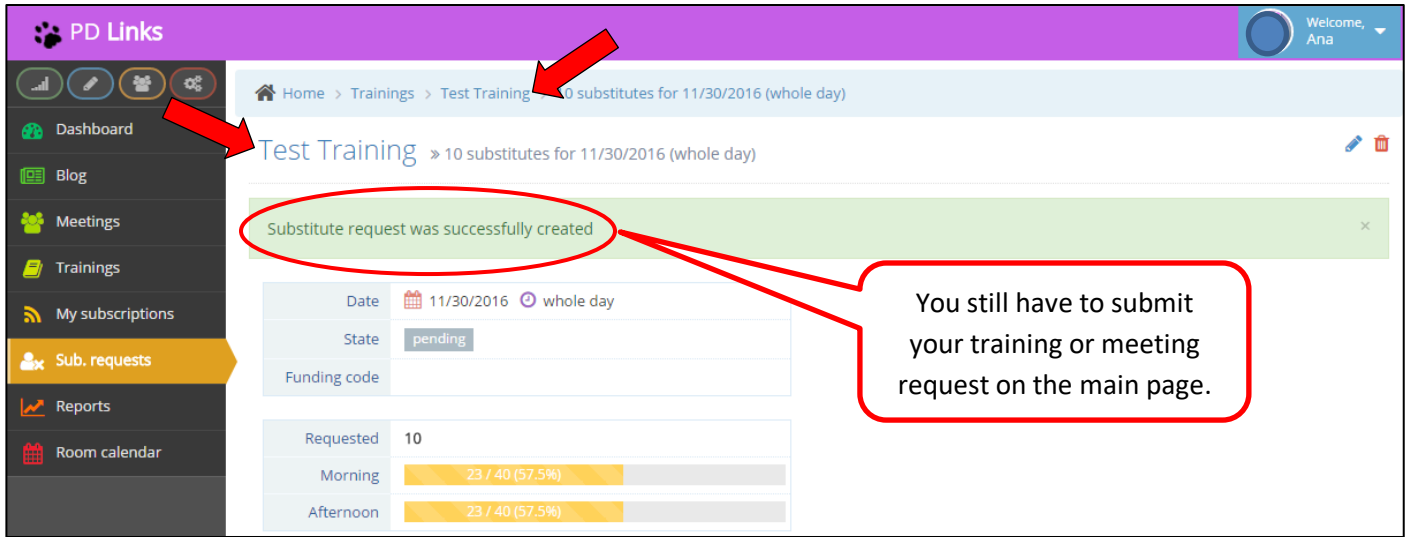 PD Links
Welcome,
Ana
Home > Trainings > Test Training > 10 substitutes for 11/30/2016 (whole day)
Dashboard
Test Training » 10 substitutes for 11/30/2016 (whole day)
Blog
Meetings
Substitute request was successfully created ×
Trainings
Date 11/30/2016 whole day
You still have to submit
your training or meeting
request on the main page.
My subscriptions
State pending
Sub. requests
Funding code
Reports
Requested 10
Room calendar
Morning 23 / 40 (57.5%)
Afternoon 23 / 40 (57.5%)